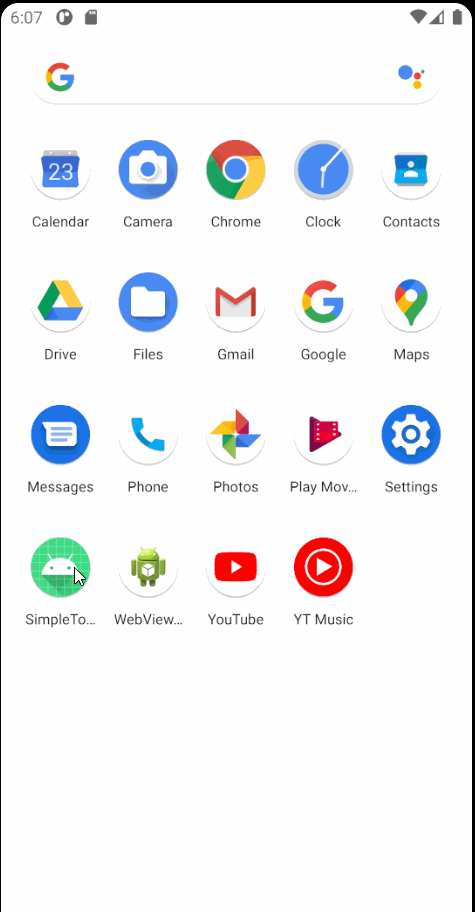 6:07
23
Calendar Camera Chrome Clock Contacts
Drive Files Gmail Google Maps
Messages Phone Photos Play Mov... Settings
SimpleTo... WebView... YouTube YT Music